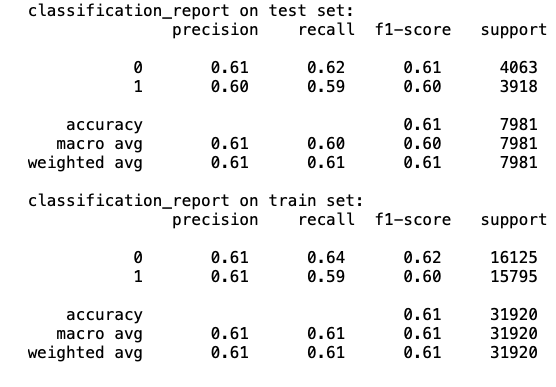 classification_report on test set:
precision recall f1-score support
0 0.61 0.62 0.61 4063
1 0.60 0.59 0.60 3918
accuracy 0.61 7981
macro avg 0.61 0.60 0.60 7981
weighted avg 0.61 0.61 0.61 7981
classification_report on train set:
precision recall f1-score support
0 0.61 0.64 0.62 16125
1 0.61 0.59 0.60 15795
accuracy 0.61 31920
macro avg 0.61 0.61 0.61 31920
weighted avg 0.61 0.61 0.61 31920